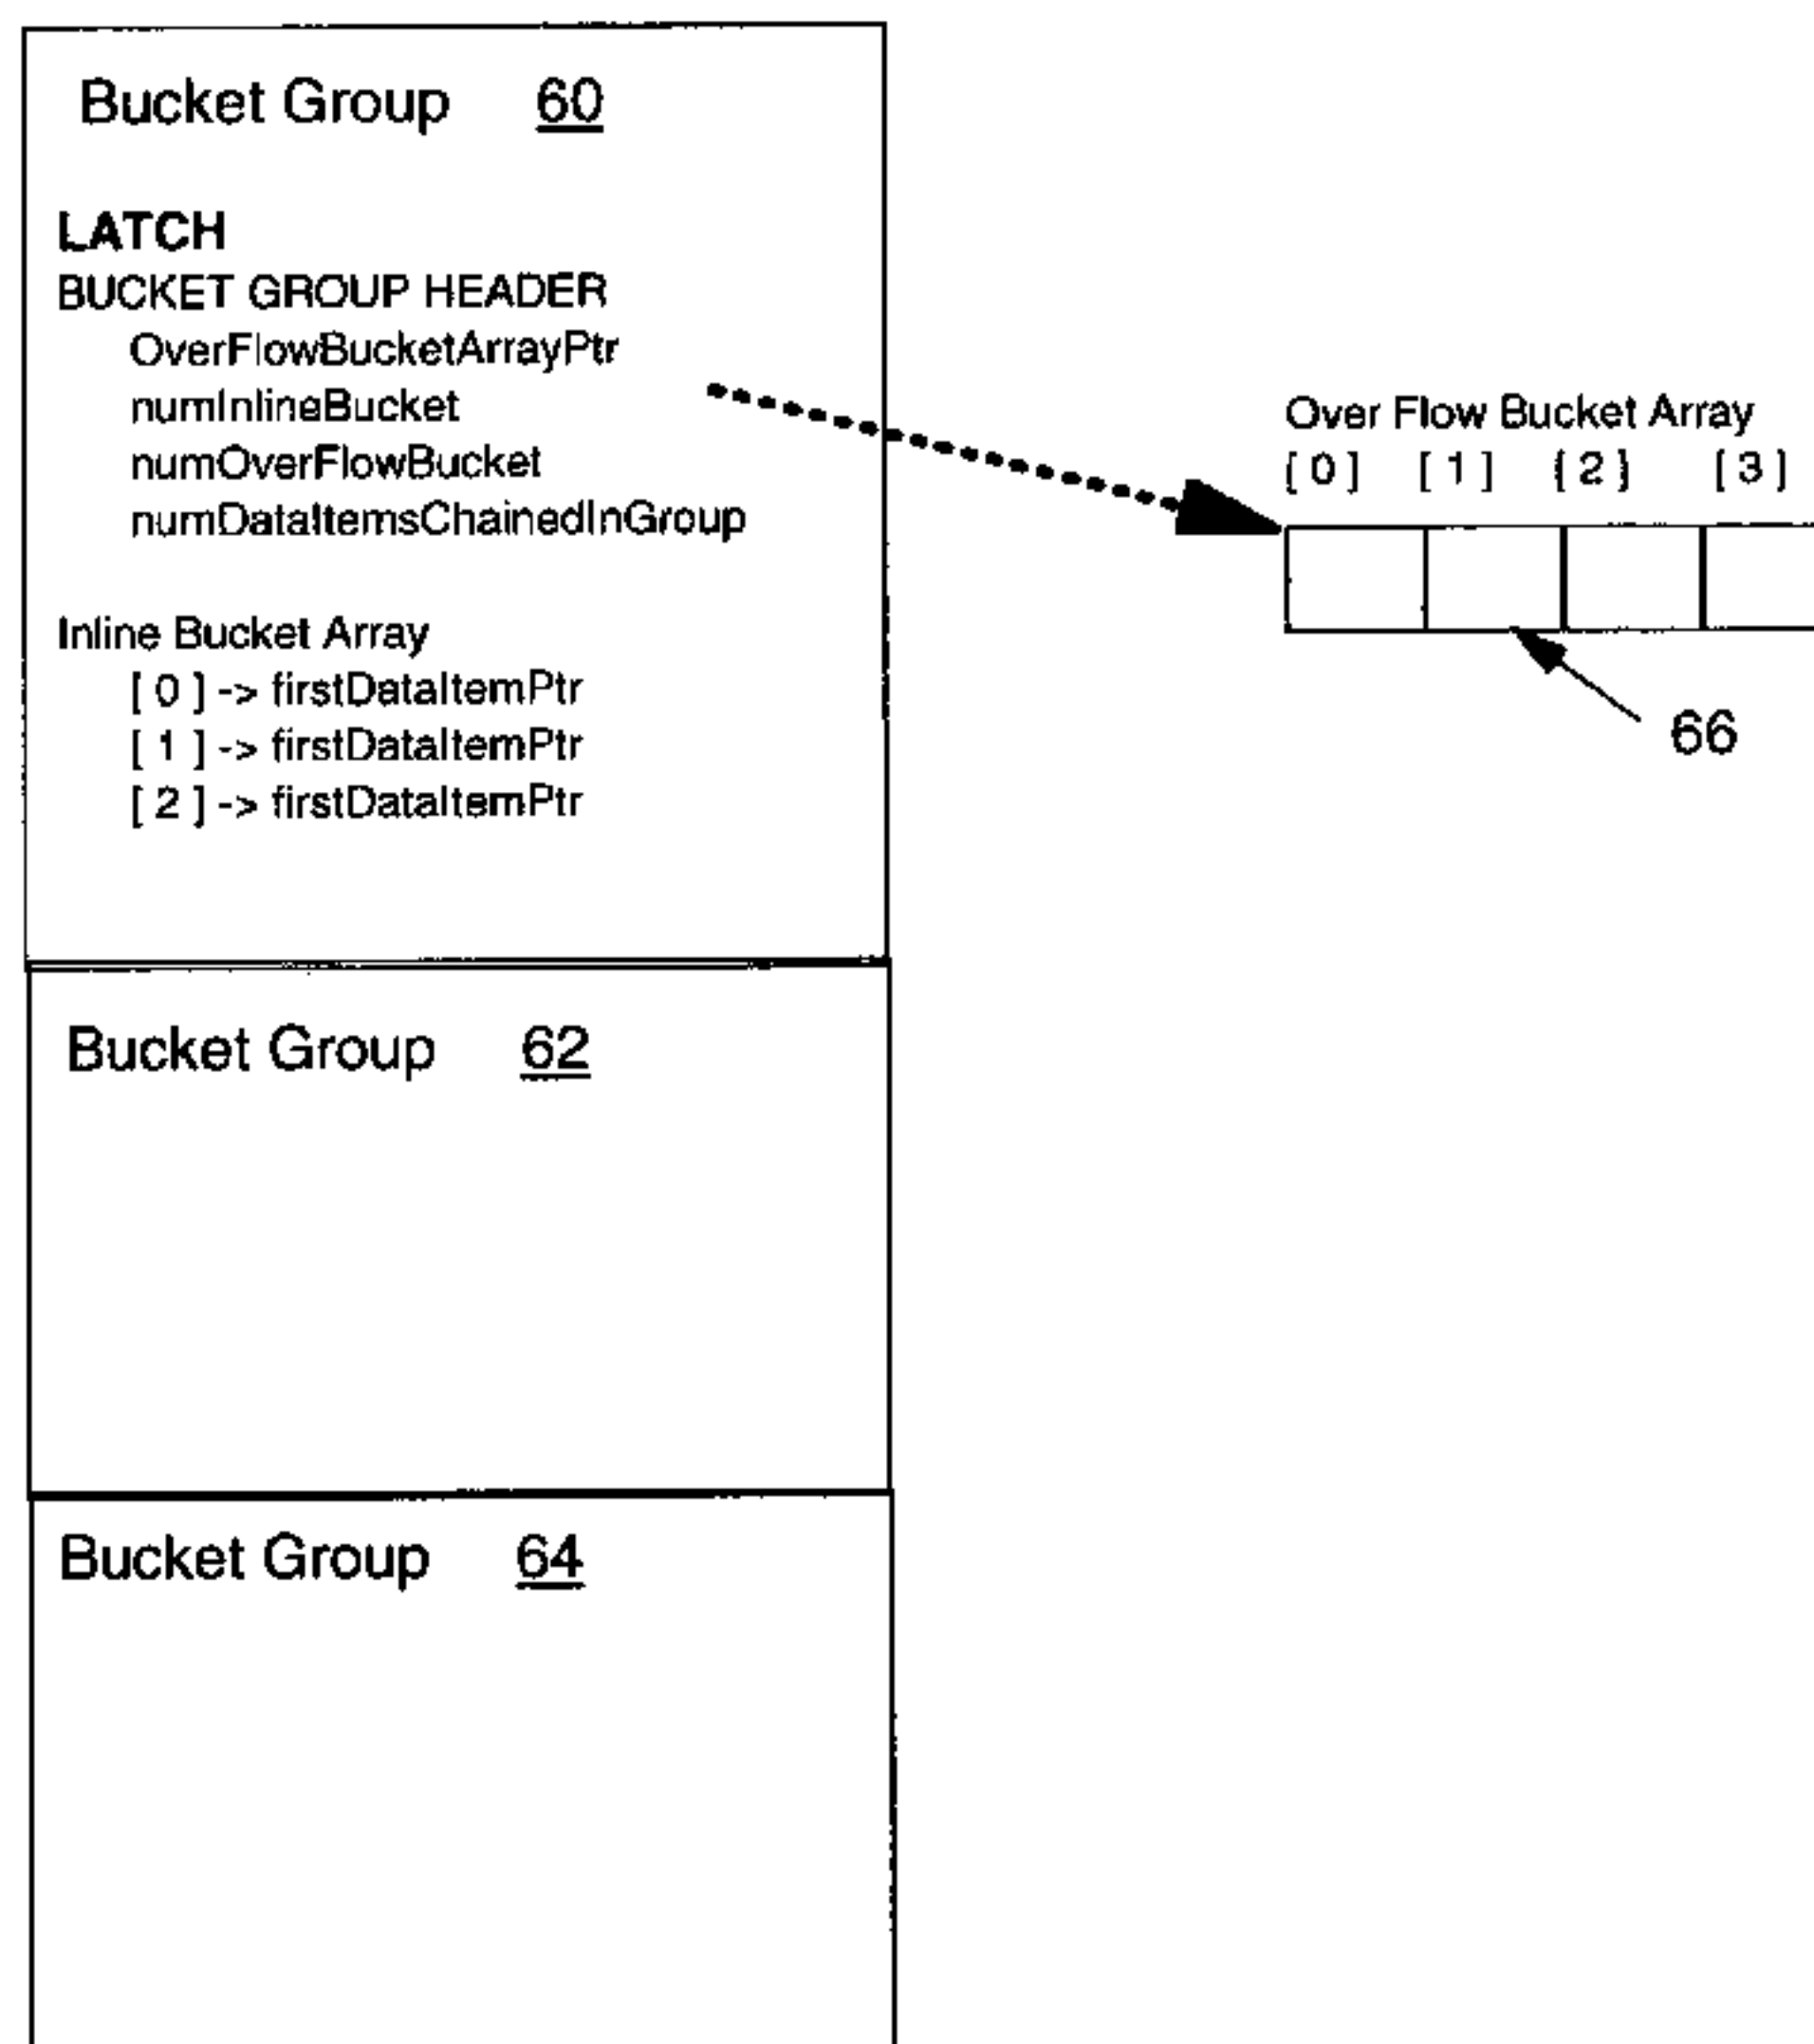 Bucket Group 60
LATCH
BUCKET GROUP HEADER
OverFlowBucketArrayPtr
numInlineBucket
numOverFlowBucket
numDataItemsChainedInGroup
Inline Bucket Array
[ 0 ] -> firstDataItemPtr
[ 1 ] -> firstDataItemPtr
[ 2 ] -> firstDataItemPtr
Over Flow Bucket Array
[ 0 ] [ 1 ] [ 2 ] [ 3 ]
66
Bucket Group 62
Bucket Group 64